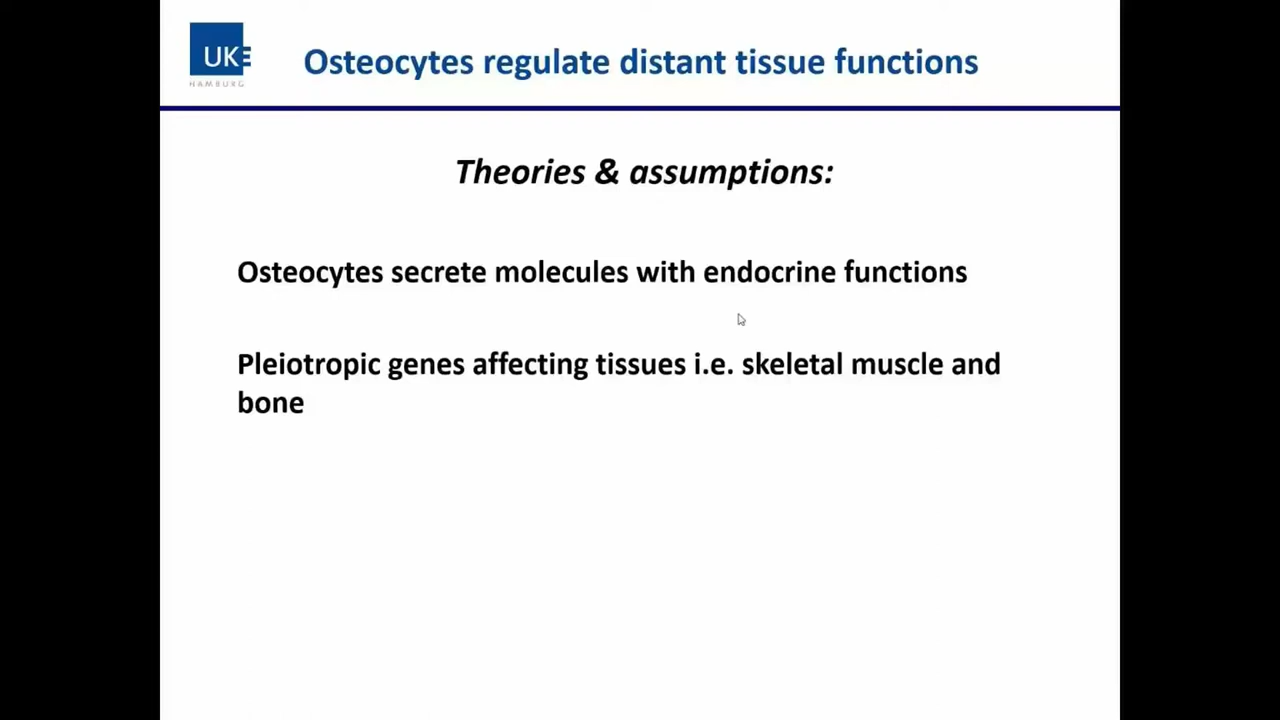 UKE
HAMBURG
Osteocytes regulate distant tissue functions
Theories & assumptions:
Osteocytes secrete molecules with endocrine functions
Pleiotropic genes affecting tissues i.e. skeletal muscle and
bone